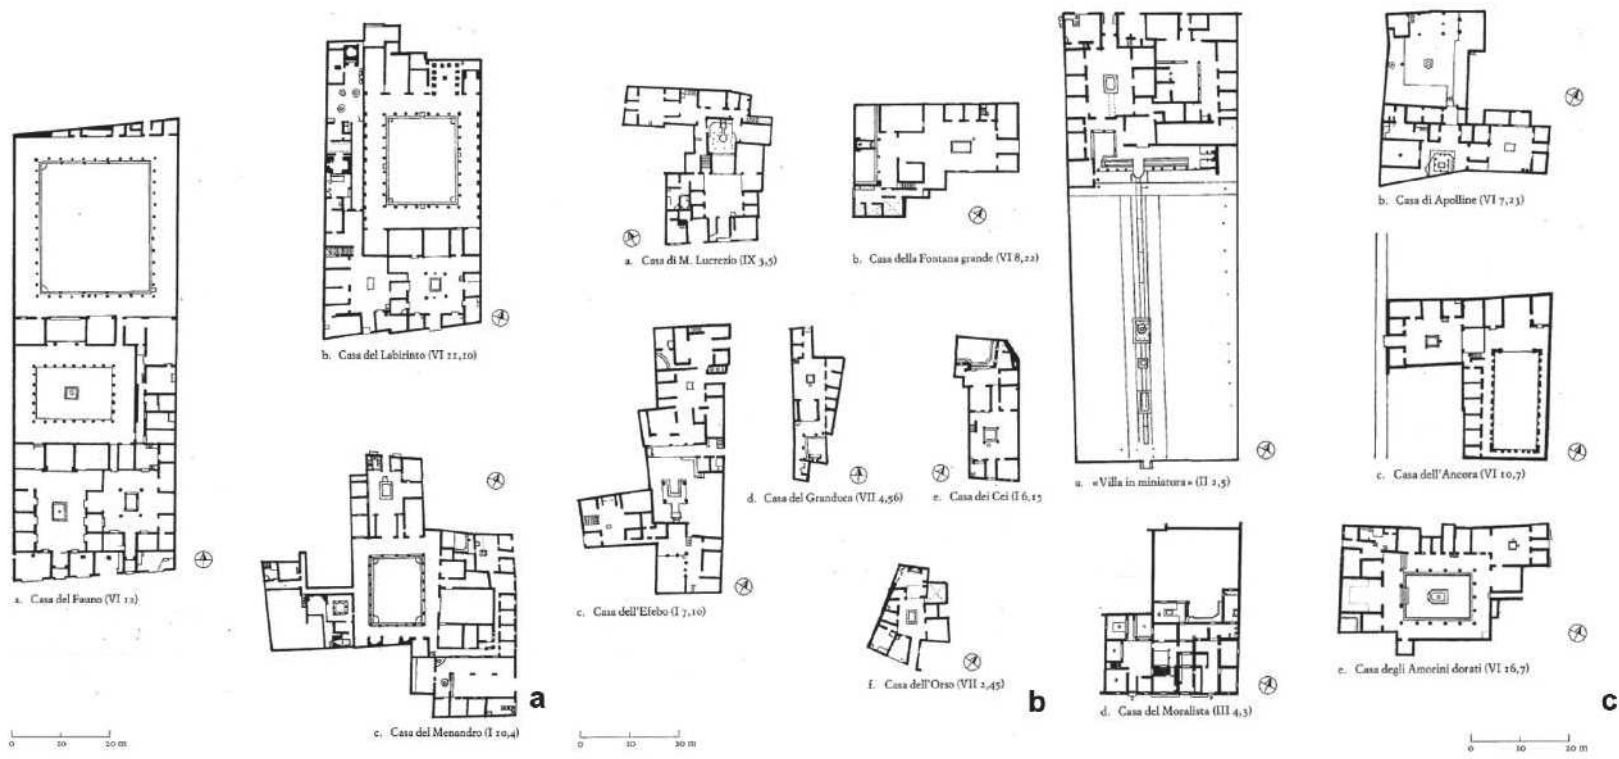 a. Casa del Fauno (VI 12)
b. Casa del Labirinto (VI 11,10)
c. Casa del Menandro (I 10,4)
0 10 20 m
a
a. Casa di M. Lucrezio (IX 3,5)
b. Casa della Fontana grande (VI 8,22)
c. Casa dell'Efebo (I 7,10)
d. Casa del Granduca (VII 4,56)
e. Casa dei Cei (I 6,15
f. Casa dell'Orso (VII 2,45)
0 10 20 m
b
a. «Villa in miniatura» (II 2,5)
b. Casa di Apolline (VI 7,23)
c. Casa dell'Ancora (VI 10,7)
d. Casa del Moralista (III 4,3)
e. Casa degli Amorini dorati (VI 16,7)
0 10 20 m
c